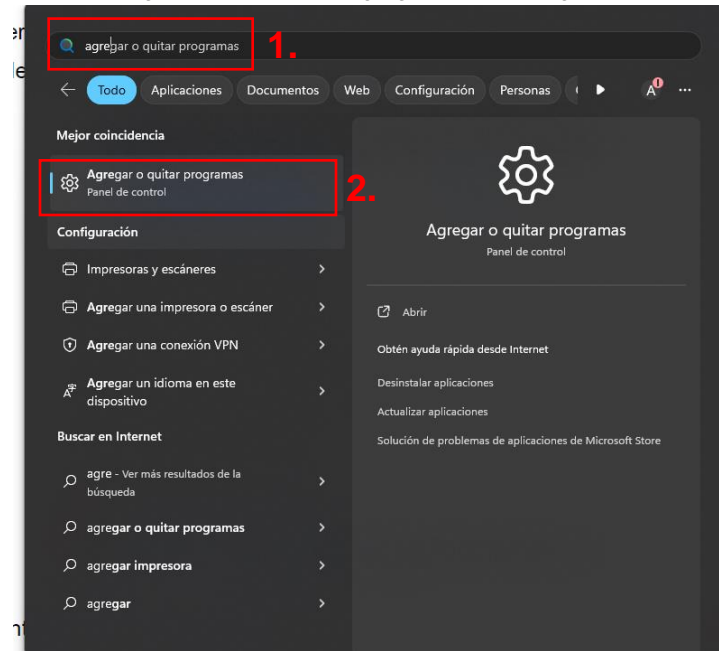 agregar o quitar programas
1.
Todo
Aplicaciones
Documentos
Web
Configuración
Personas
A
...
Mejor coincidencia
Agregar o quitar programas
Panel de control
2.
Configuración
Impresoras y escáneres
Agregar una impresora o escáner
Agregar una conexión VPN
Agregar un idioma en este
dispositivo
Buscar en Internet
agre - Ver más resultados de la
búsqueda
agregar o quitar programas
agregar impresora
agregar
Agregar o quitar programas
Panel de control
Abrir
Obtén ayuda rápida desde Internet
Desinstalar aplicaciones
Actualizar aplicaciones
Solución de problemas de aplicaciones de Microsoft Store